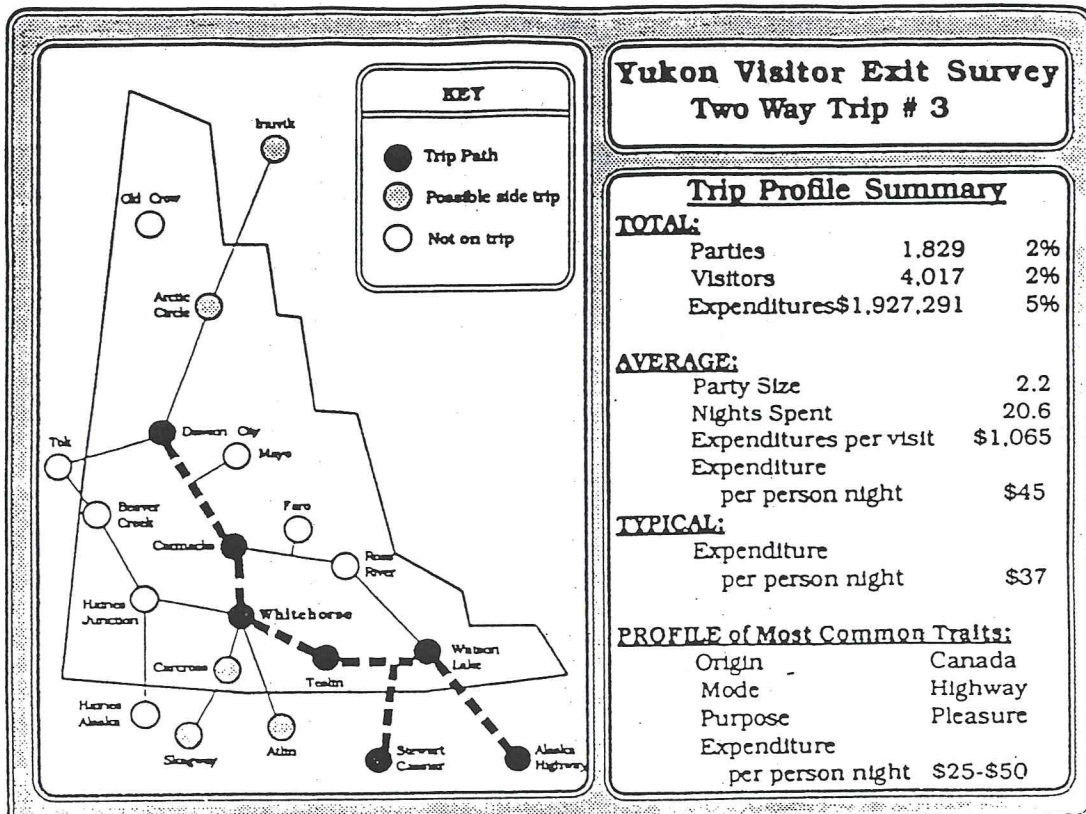 KEY
Trip Path
Possible side trip
Not on trip
Inuvik
Old Crow
Arctic
Circle
Dawson City
Tok
Mayo
Beaver
Creek
Faro
Carmacks
Ross
River
Haines
Junction
Whitehorse
Watson
Lake
Carcross
Teslin
Haines
Alaska
Skagway
Atlin
Stewart
Cassiar
Alaska
Highway
Yukon Visitor Exit Survey
Two Way Trip # 3
Trip Profile Summary
TOTAL:
Parties 1,829 2%
Visitors 4,017 2%
Expenditures$1,927,291 5%
AVERAGE:
Party Size 2.2
Nights Spent 20.6
Expenditures per visit $1,065
Expenditure
per person night $45
TYPICAL:
Expenditure
per person night $37
PROFILE of Most Common Traits:
Origin Canada
Mode Highway
Purpose Pleasure
Expenditure
per person night $25-$50